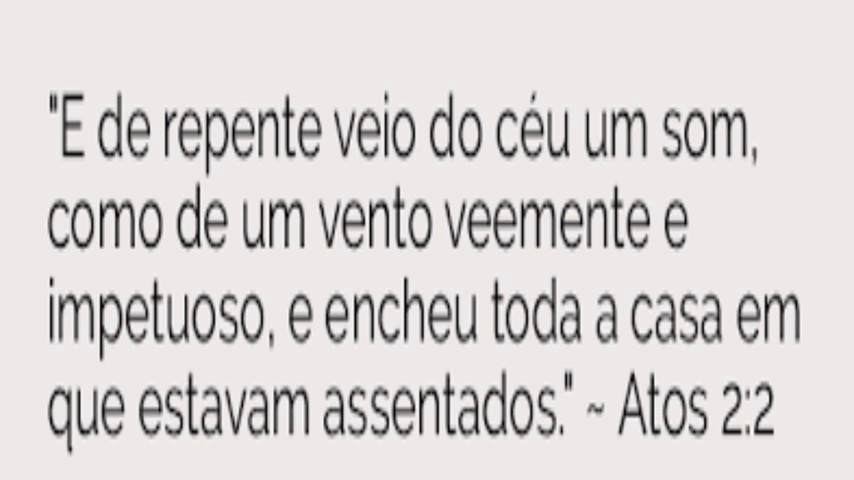 "E de repente veio do céu um som,
como de um vento veemente e
impetuoso, e encheu toda a casa em
que estavam assentados." ~ Atos 2:2